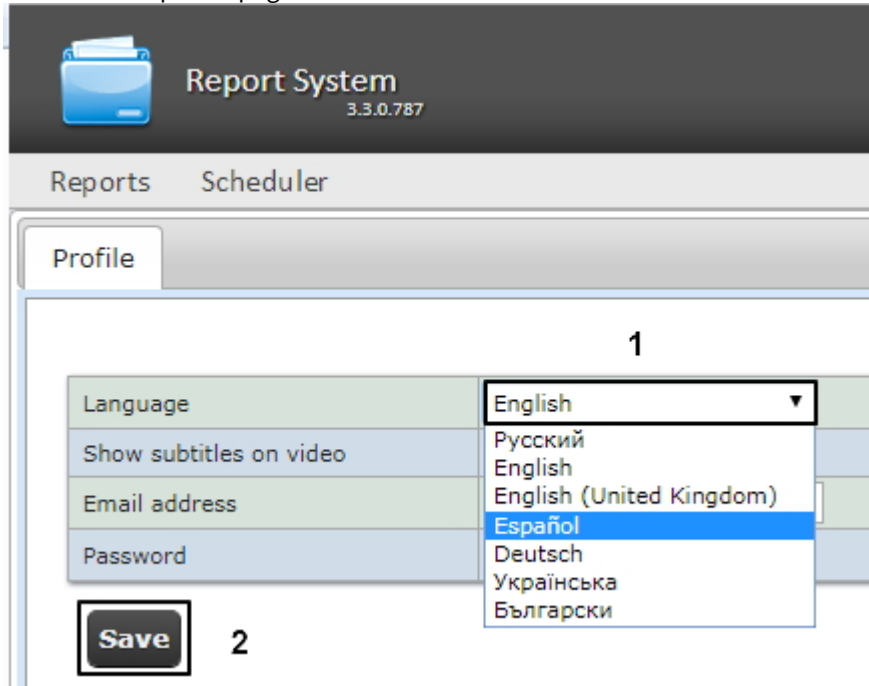 Report System
3.3.0.787
Reports Scheduler
Profile
1
Language English
Show subtitles on video
Email address
Password
Русский
English
English (United Kingdom)
Español
Deutsch
Українська
Български
Save 2